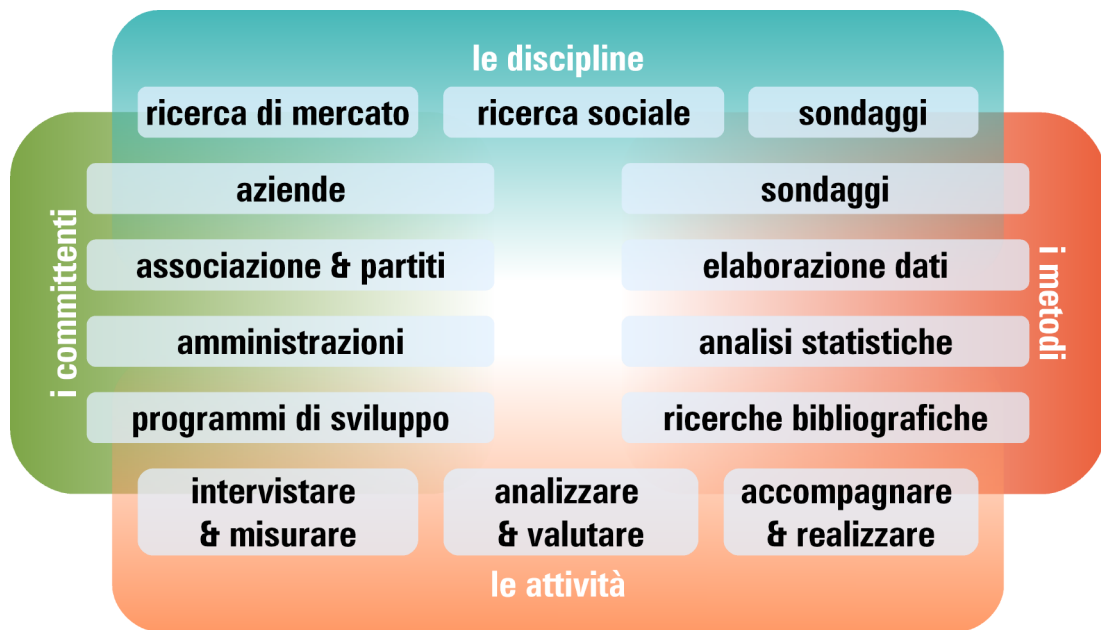 le discipline
ricerca di mercato
ricerca sociale
sondaggi
i committenti
aziende
associazione & partiti
amministrazioni
programmi di sviluppo
i metodi
sondaggi
elaborazione dati
analisi statistiche
ricerche bibliografiche
intervistare
& misurare
analizzare
& valutare
accompagnare
& realizzare
le attività